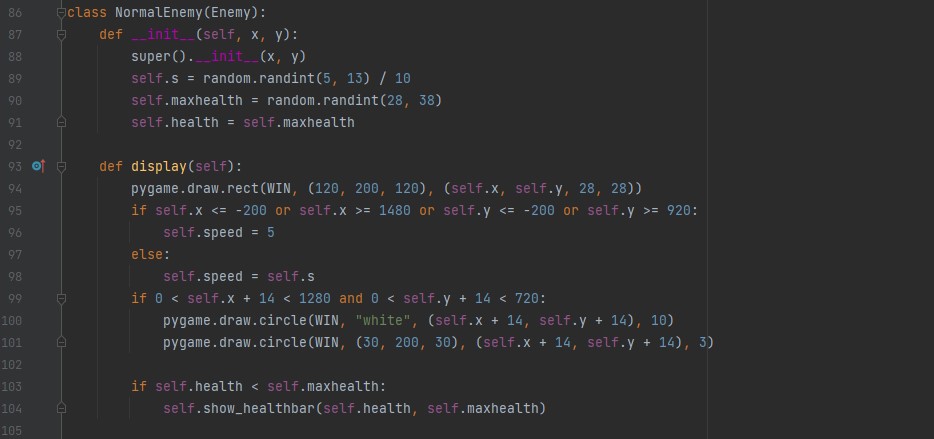 86 class NormalEnemy(Enemy):
87     def __init__(self, x, y):
88         super().__init__(x, y)
89         self.s = random.randint(5, 13) / 10
90         self.maxhealth = random.randint(28, 38)
91         self.health = self.maxhealth
92
93     def display(self):
94         pygame.draw.rect(WIN, (120, 200, 120), (self.x, self.y, 28, 28))
95         if self.x <= -200 or self.x >= 1480 or self.y <= -200 or self.y >= 920:
96             self.speed = 5
97         else:
98             self.speed = self.s
99         if 0 < self.x + 14 < 1280 and 0 < self.y + 14 < 720:
100             pygame.draw.circle(WIN, "white", (self.x + 14, self.y + 14), 10)
101             pygame.draw.circle(WIN, (30, 200, 30), (self.x + 14, self.y + 14), 3)
102
103         if self.health < self.maxhealth:
104             self.show_healthbar(self.health, self.maxhealth)
105